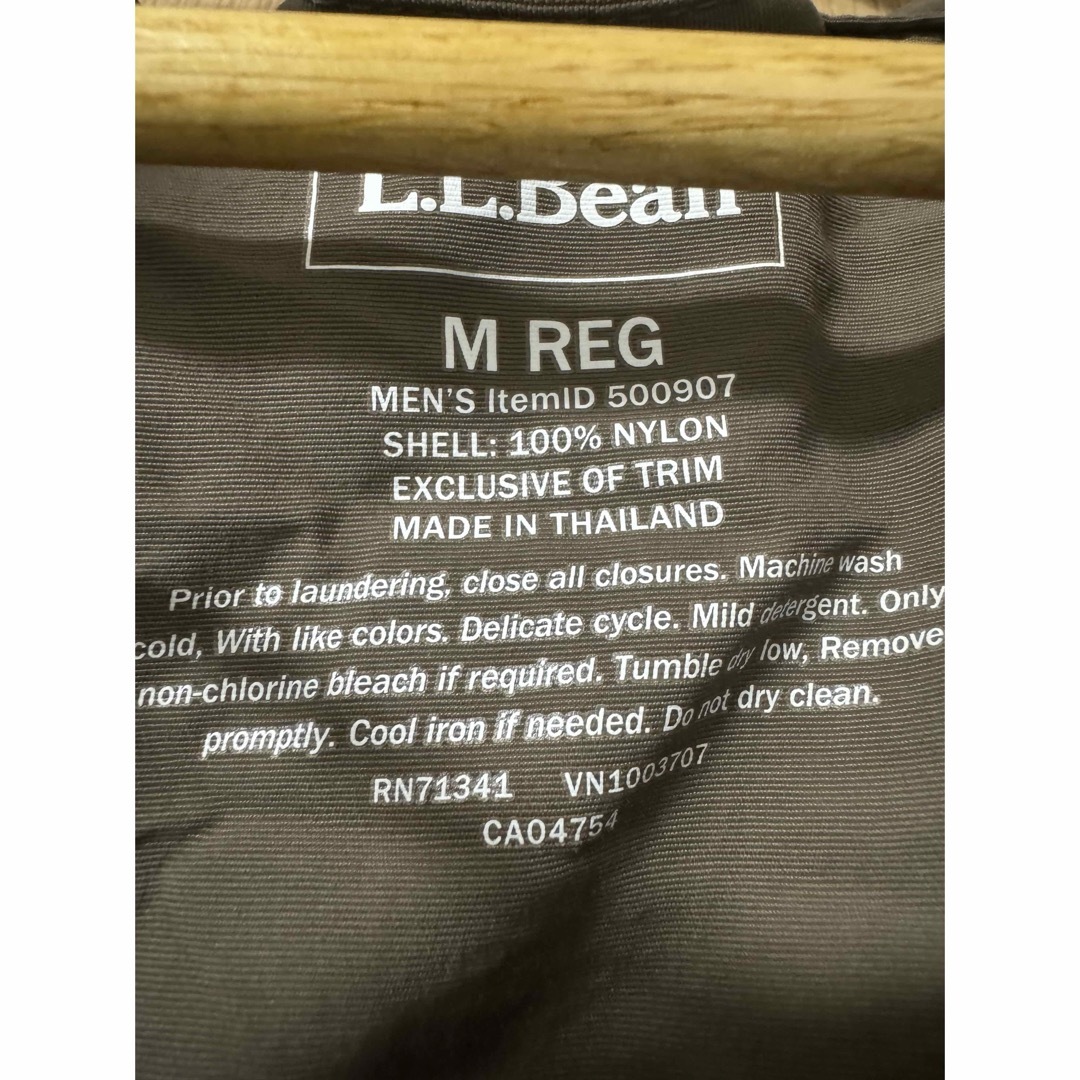 L.L.Bean
M REG
MEN'S ItemID 500907
SHELL: 100% NYLON
EXCLUSIVE OF TRIM
MADE IN THAILAND
Prior to laundering, close all closures. Machine wash
cold, With like colors. Delicate cycle. Mild detergent. Only
non-chlorine bleach if required. Tumble dry low, Remove
promptly. Cool iron if needed. Do not dry clean.
RN71341 VN1003707
CA04754